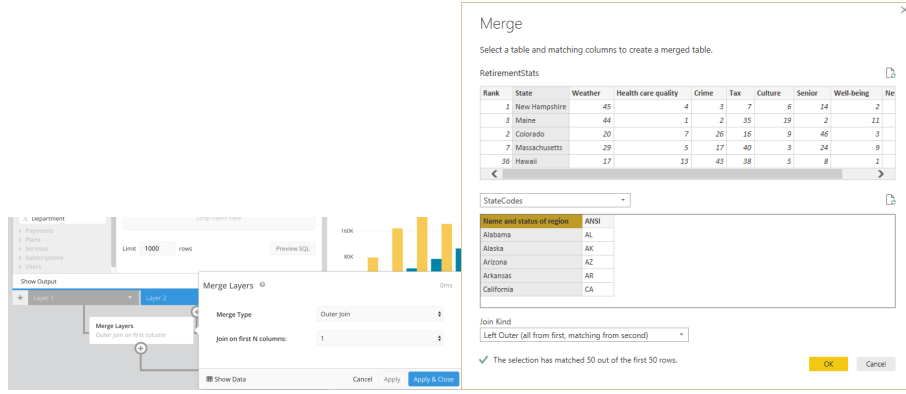 Department
> Payments
> Plans
> Services
> Subscriptions
> Users
Limit 1000 rows
Preview SQL
160K
80K
Show Output
+ Layer 1
Layer 2
Merge Layers
Outer Join on first column
Merge Layers
0ms
Merge Type Outer Join
Join on first N columns: 1
Show Data
Cancel Apply Apply & Close
Merge
Select a table and matching columns to create a merged table.
RetirementStats
Rank State Weather Health care quality Crime Tax Culture Senior Well-being Ne
1 New Hampshire 45 4 3 7 6 14 2
3 Maine 44 1 2 35 19 2 11
2 Colorado 20 7 26 16 9 46 3
7 Massachusetts 29 5 17 40 3 24 9
36 Hawaii 17 13 43 38 5 8 1
StateCodes
Name and status of region ANSI
Alabama AL
Alaska AK
Arizona AZ
Arkansas AR
California CA
Join Kind
Left Outer (all from first, matching from second)
The selection has matched 50 out of the first 50 rows.
OK Cancel